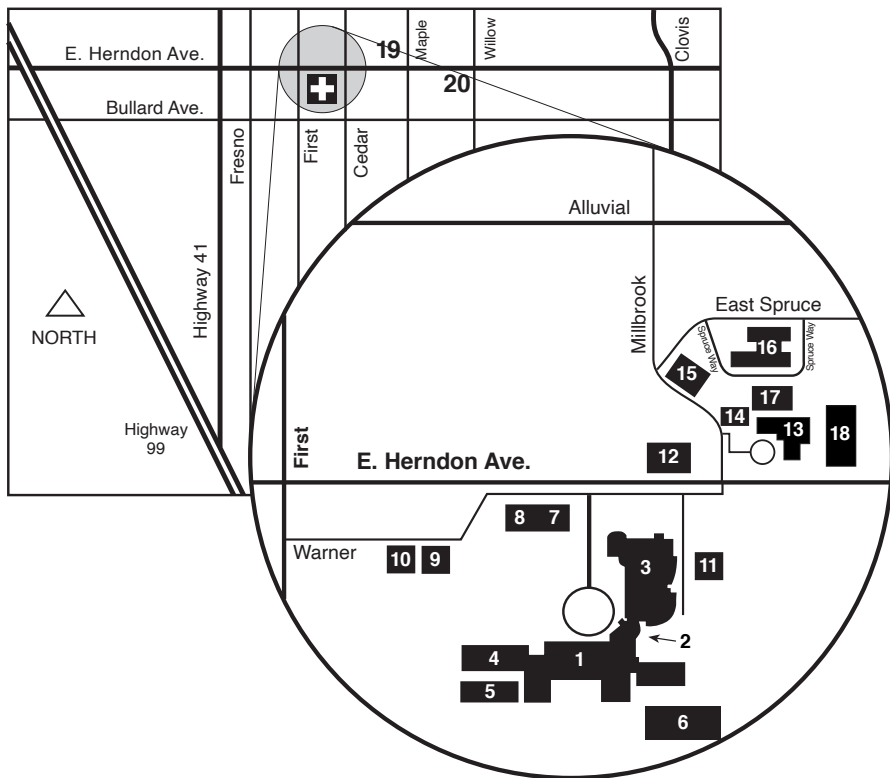 E. Herndon Ave.
19
Maple
Willow
Clovis
20
Bullard Ave.
Fresno
First
Cedar
Highway 41
NORTH
Highway
99
Alluvial
Millbrook
East Spruce
Spruce Way
Spruce Way
16
15
17
14
13
18
First
E. Herndon Ave.
12
8
7
Warner
10
9
3
11
2
4
1
5
6